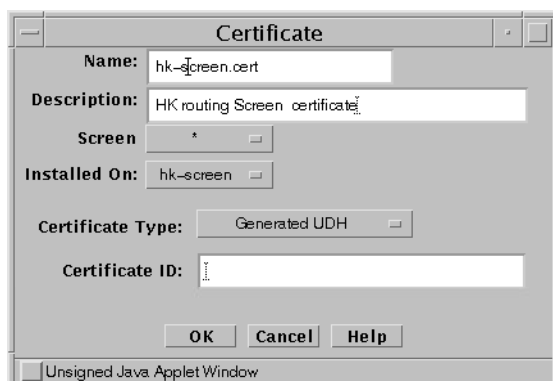 Certificate
Name: hk-screen.cert
Description: HK routing Screen certificate
Screen *
Installed On: hk-screen
Certificate Type: Generated UDH
Certificate ID:
OK Cancel Help
Unsigned Java Applet Window